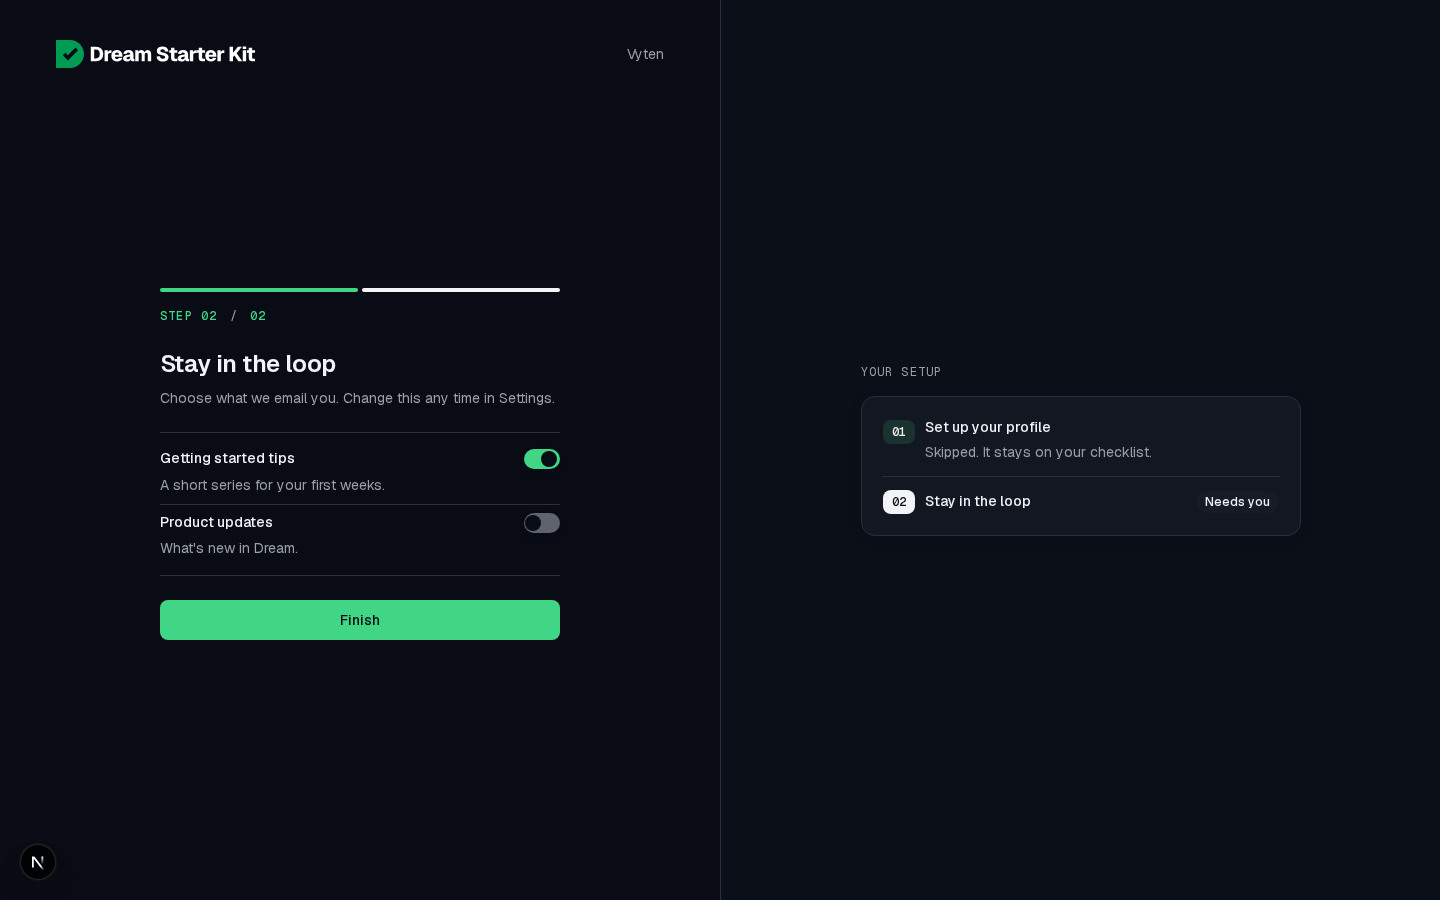 Dream Starter Kit
Vyten
STEP 02 / 02
Stay in the loop
Choose what we email you. Change this any time in Settings.
Getting started tips
A short series for your first weeks.
Product updates
What's new in Dream.
Finish
YOUR SETUP
01
Set up your profile
Skipped. It stays on your checklist.
02
Stay in the loop
Needs you
N